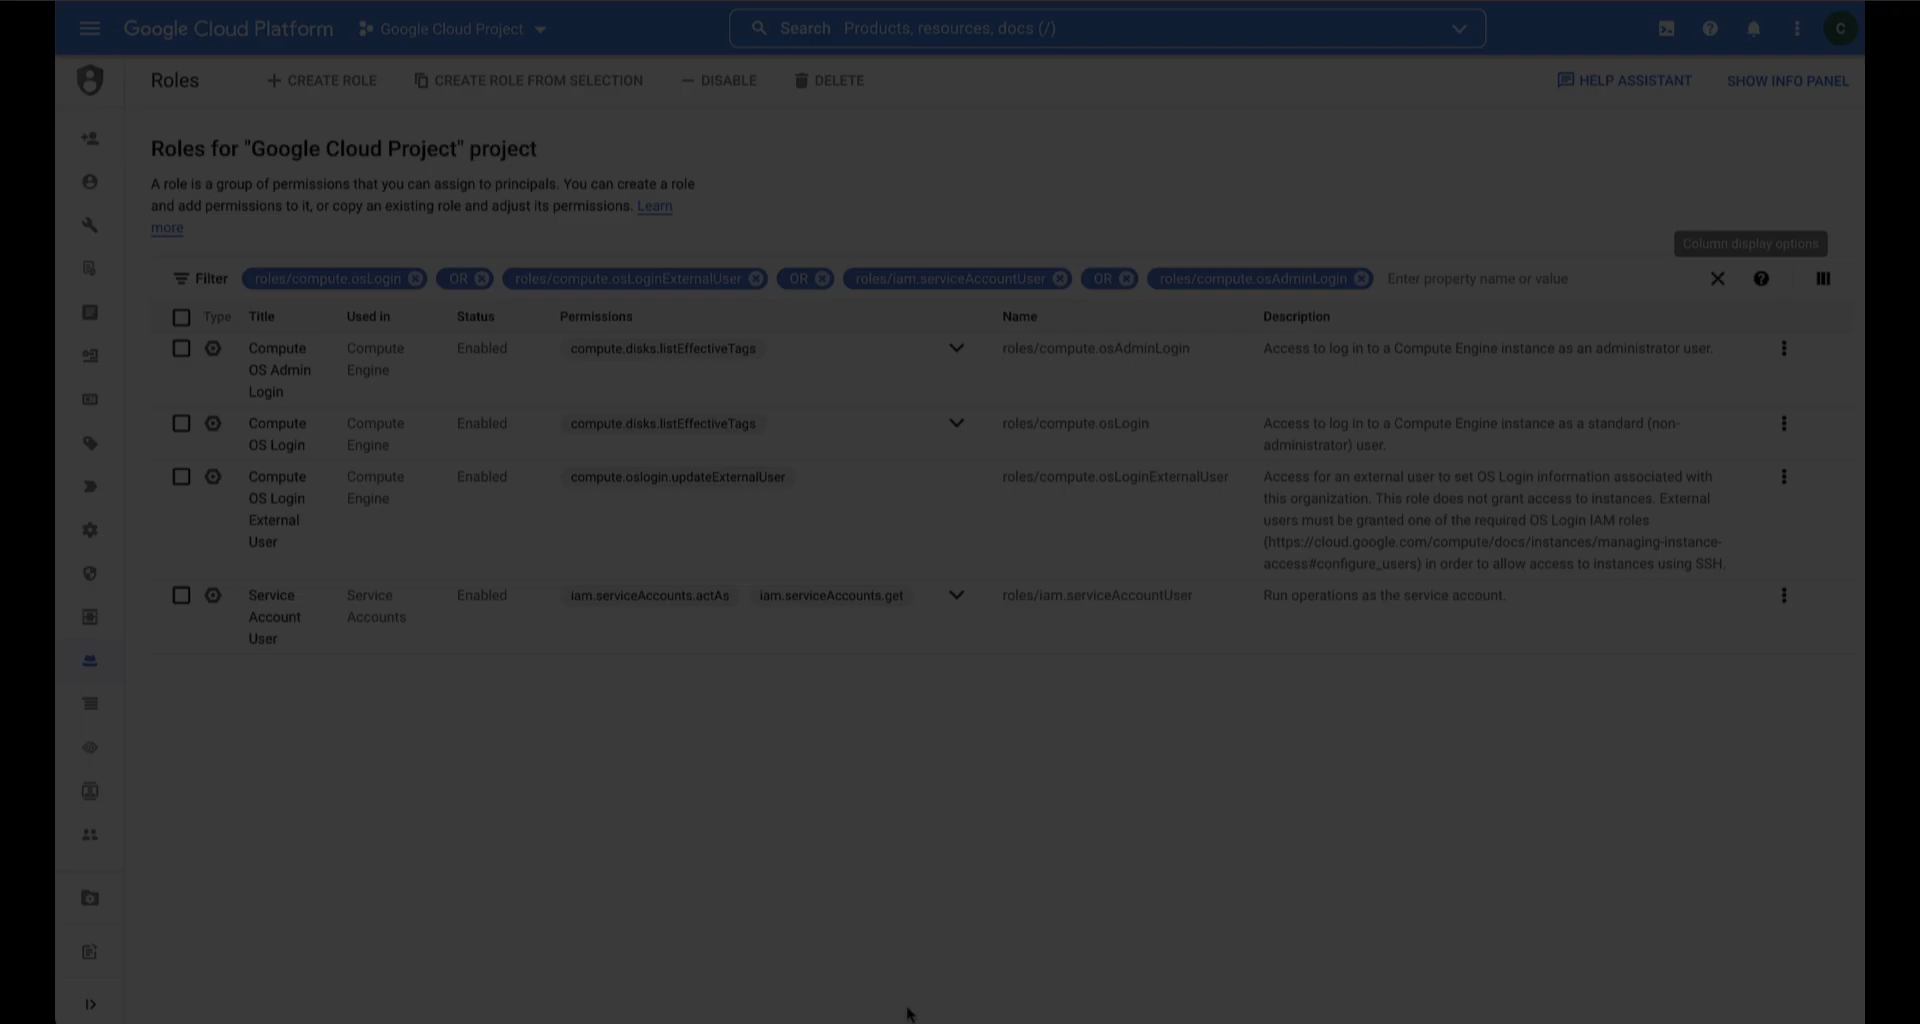 Google Cloud Platform
Google Cloud Project
Search Products, resources, docs (/)
C
Roles
CREATE ROLE
CREATE ROLE FROM SELECTION
DISABLE
DELETE
HELP ASSISTANT
SHOW INFO PANEL
Roles for "Google Cloud Project" project
A role is a group of permissions that you can assign to principals. You can create a role
and add permissions to it, or copy an existing role and adjust its permissions. Learn
more
Column display options
Filter roles/compute.osLogin OR roles/compute.osLoginExternalUser OR roles/iam.serviceAccountUser OR roles/compute.osAdminLogin Enter property name or value
Type Title Used in Status Permissions Name Description
Compute
OS Admin
Login
Compute
Engine
Enabled
compute.disks.listEffectiveTags
roles/compute.osAdminLogin
Access to log in to a Compute Engine instance as an administrator user.
Compute
OS Login
Compute
Engine
Enabled
compute.disks.listEffectiveTags
roles/compute.osLogin
Access to log in to a Compute Engine instance as a standard (non-
administrator) user.
Compute
OS Login
External
User
Compute
Engine
Enabled
compute.oslogin.updateExternalUser
roles/compute.osLoginExternalUser
Access for an external user to set OS Login information associated with
this organization. This role does not grant access to instances. External
users must be granted one of the required OS Login IAM roles
(https://cloud.google.com/compute/docs/instances/managing-instance-
access#configure_users) in order to allow access to instances using SSH.
Service
Account
User
Service
Accounts
Enabled
iam.serviceAccounts.actAs iam.serviceAccounts.get
roles/iam.serviceAccountUser
Run operations as the service account.